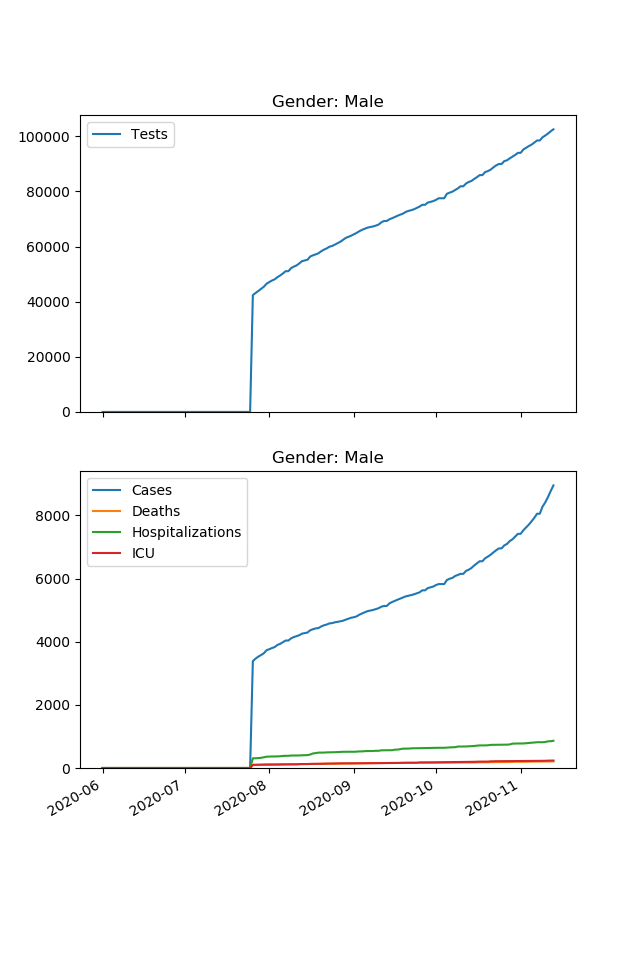 Gender: Male
Tests
100000
80000
60000
40000
20000
0
Gender: Male
Cases
Deaths
Hospitalizations
ICU
8000
6000
4000
2000
0
2020-06 2020-07 2020-08 2020-09 2020-10 2020-11